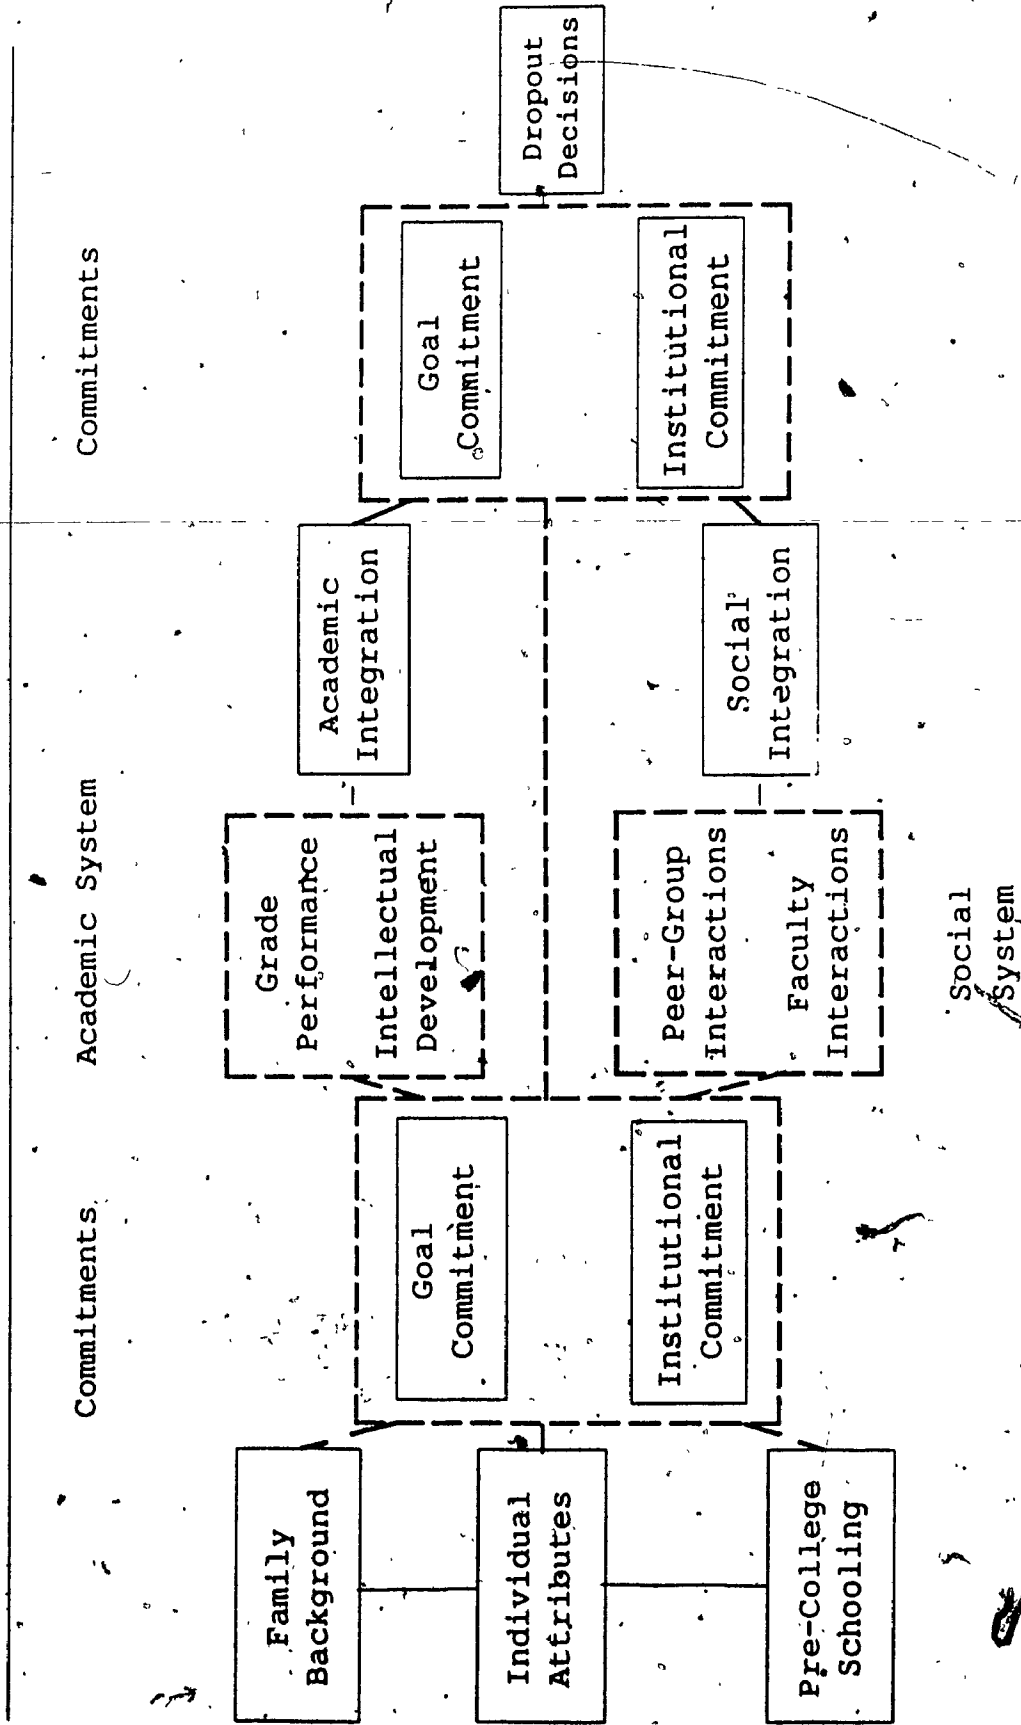 Commitments
Academic System
Commitments
Family
Background
Individual
Attributes
Pre-College
Schooling
Goal
Commitment
Institutional
Commitment
Grade
Performance
Intellectual
Development
Peer-Group
Interactions
Faculty
Interactions
Academic
Integration
Social
Integration
Goal
Commitment
Institutional
Commitment
Dropout
Decisions
Social
System